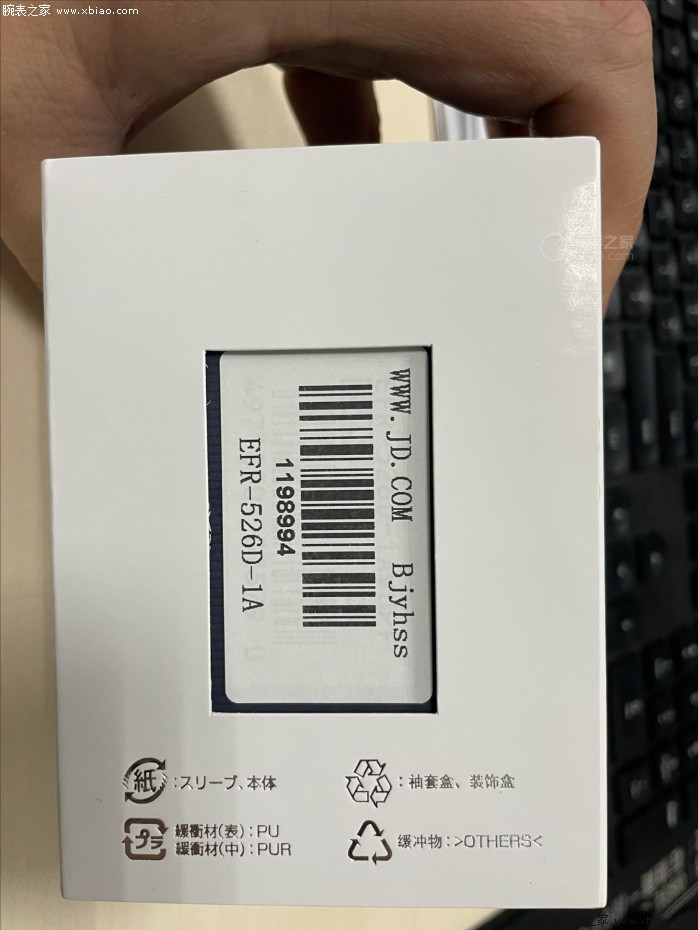 腕表之家 www.xbiao.com
WWW.JD.COM Bjyhss
1198994
EFR-526D-1A
紙:スリーブ、本体
:袖套盒、装饰盒
プラ
緩衝材(表):PU
緩衝材(中):PUR
缓冲物:>OTHERS<